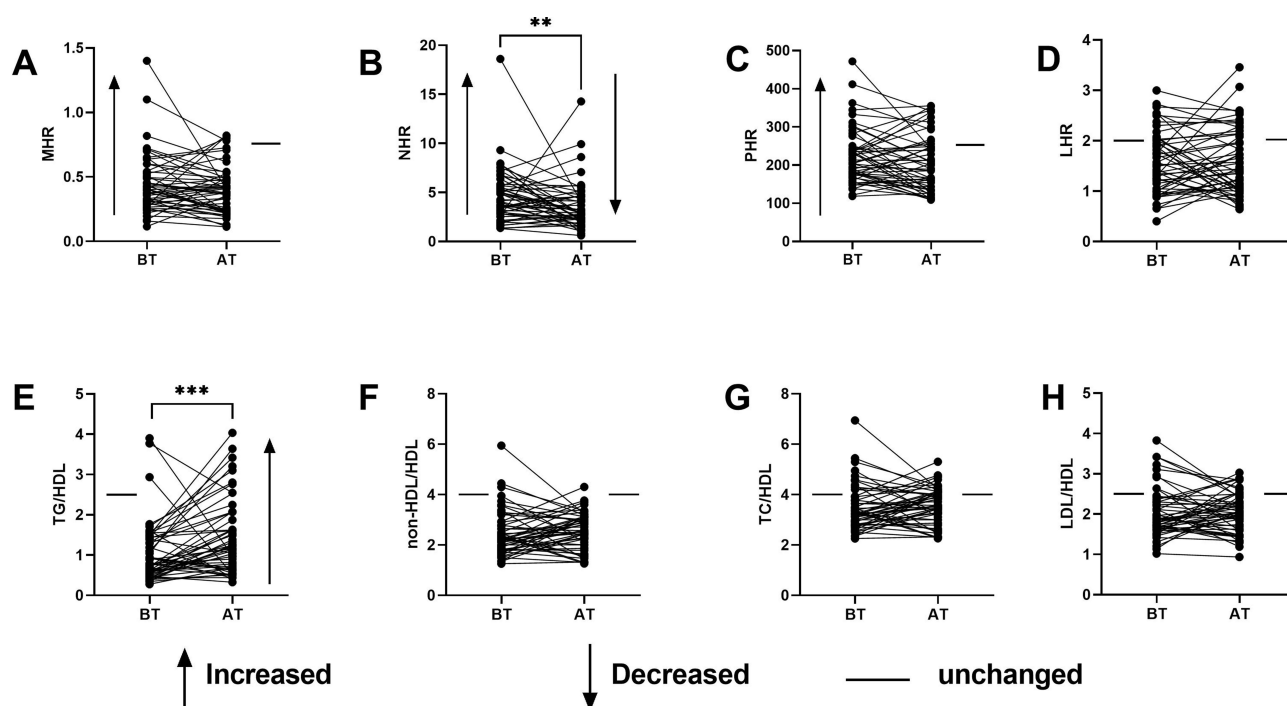 A
MHR
1.5
1.0
0.5
0.0
BT
AT
B
NHR
**
20
15
10
5
0
BT
AT
C
PHR
500
400
300
200
100
0
BT
AT
D
LHR
4
3
2
1
0
BT
AT
E
TG/HDL
***
5
4
3
2
1
0
BT
AT
F
non-HDL/HDL
8
6
4
2
0
BT
AT
G
TC/HDL
8
6
4
2
0
BT
AT
H
LDL/HDL
5
4
3
2
1
0
BT
AT
Increased
Decreased
unchanged